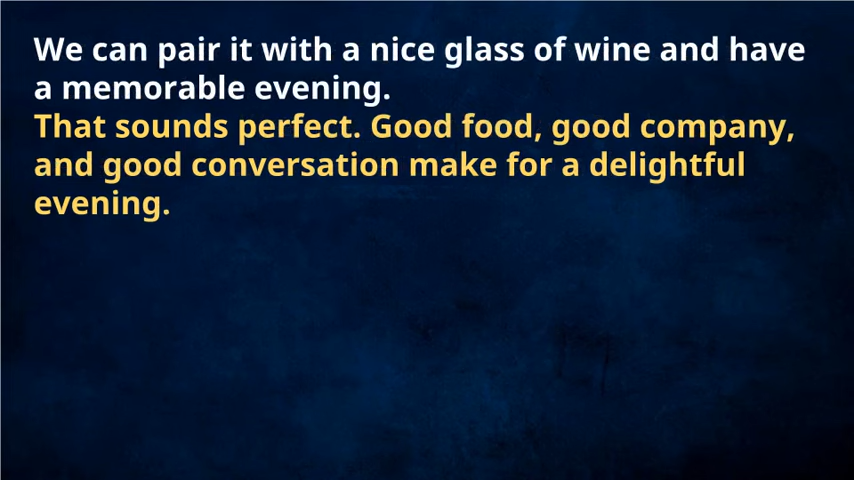 We can pair it with a nice glass of wine and have
a memorable evening.
That sounds perfect. Good food, good company,
and good conversation make for a delightful
evening.